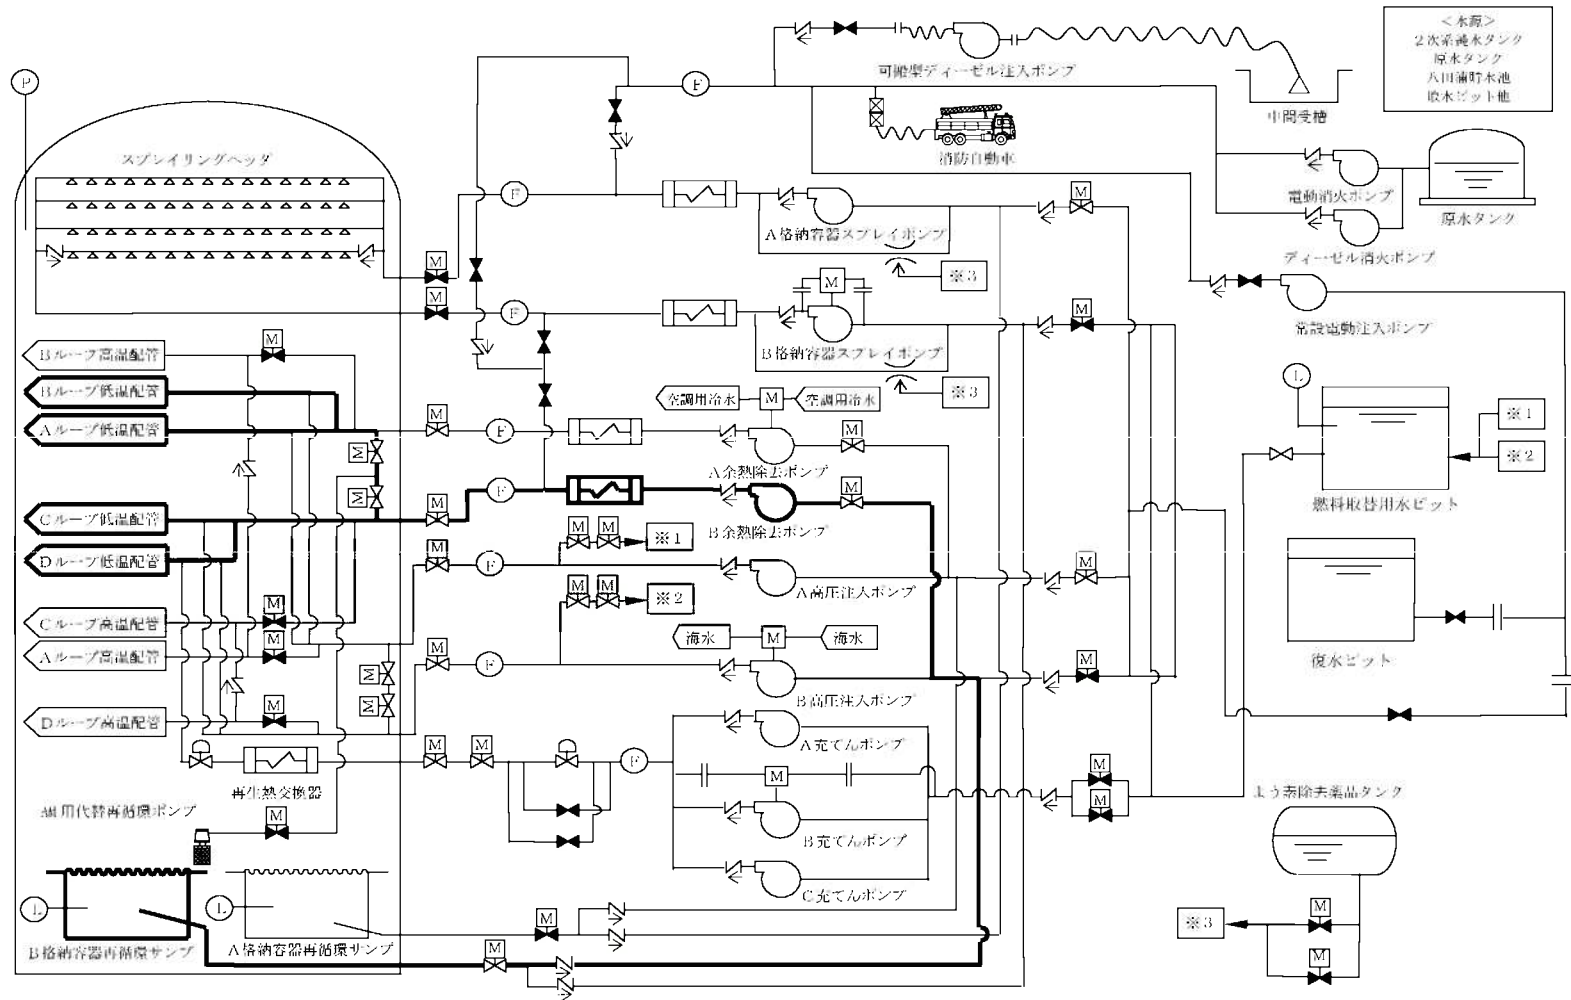 <水源>
2次系純水タンク
原水タンク
八田浦貯水池
取水ピット他
可搬型ディーゼル注入ポンプ
中間受槽
消防自動車
電動消火ポンプ
原水タンク
ディーゼル消火ポンプ
常設電動注入ポンプ
P
スプレイリングヘッダ
F
F
M
A格納容器スプレイポンプ
※3
M
M
F
M
M
B格納容器スプレイポンプ
※3
Bループ高温配管
M
Bループ低温配管
Aループ低温配管
M
M
F
空調用冷水
M
空調用冷水
M
A余熱除去ポンプ
L
※1
※2
燃料取替用水ピット
M
Cループ低温配管
M
F
M
B余熱除去ポンプ
Dループ低温配管
M
M
※1
M
F
A高圧注入ポンプ
M
M
M
※2
復水ピット
Cループ高温配管
M
Aループ高温配管
M
M
M
F
海水
M
海水
B高圧注入ポンプ
M
M
Dループ高温配管
M
A充てんポンプ
再生熱交換器
M
M
F
M
B充てんポンプ
C充てんポンプ
M
M
AM用代替再循環ポンプ
M
よう素除去薬品タンク
L
B格納容器再循環サンプ
L
A格納容器再循環サンプ
M
M
※3
M
M